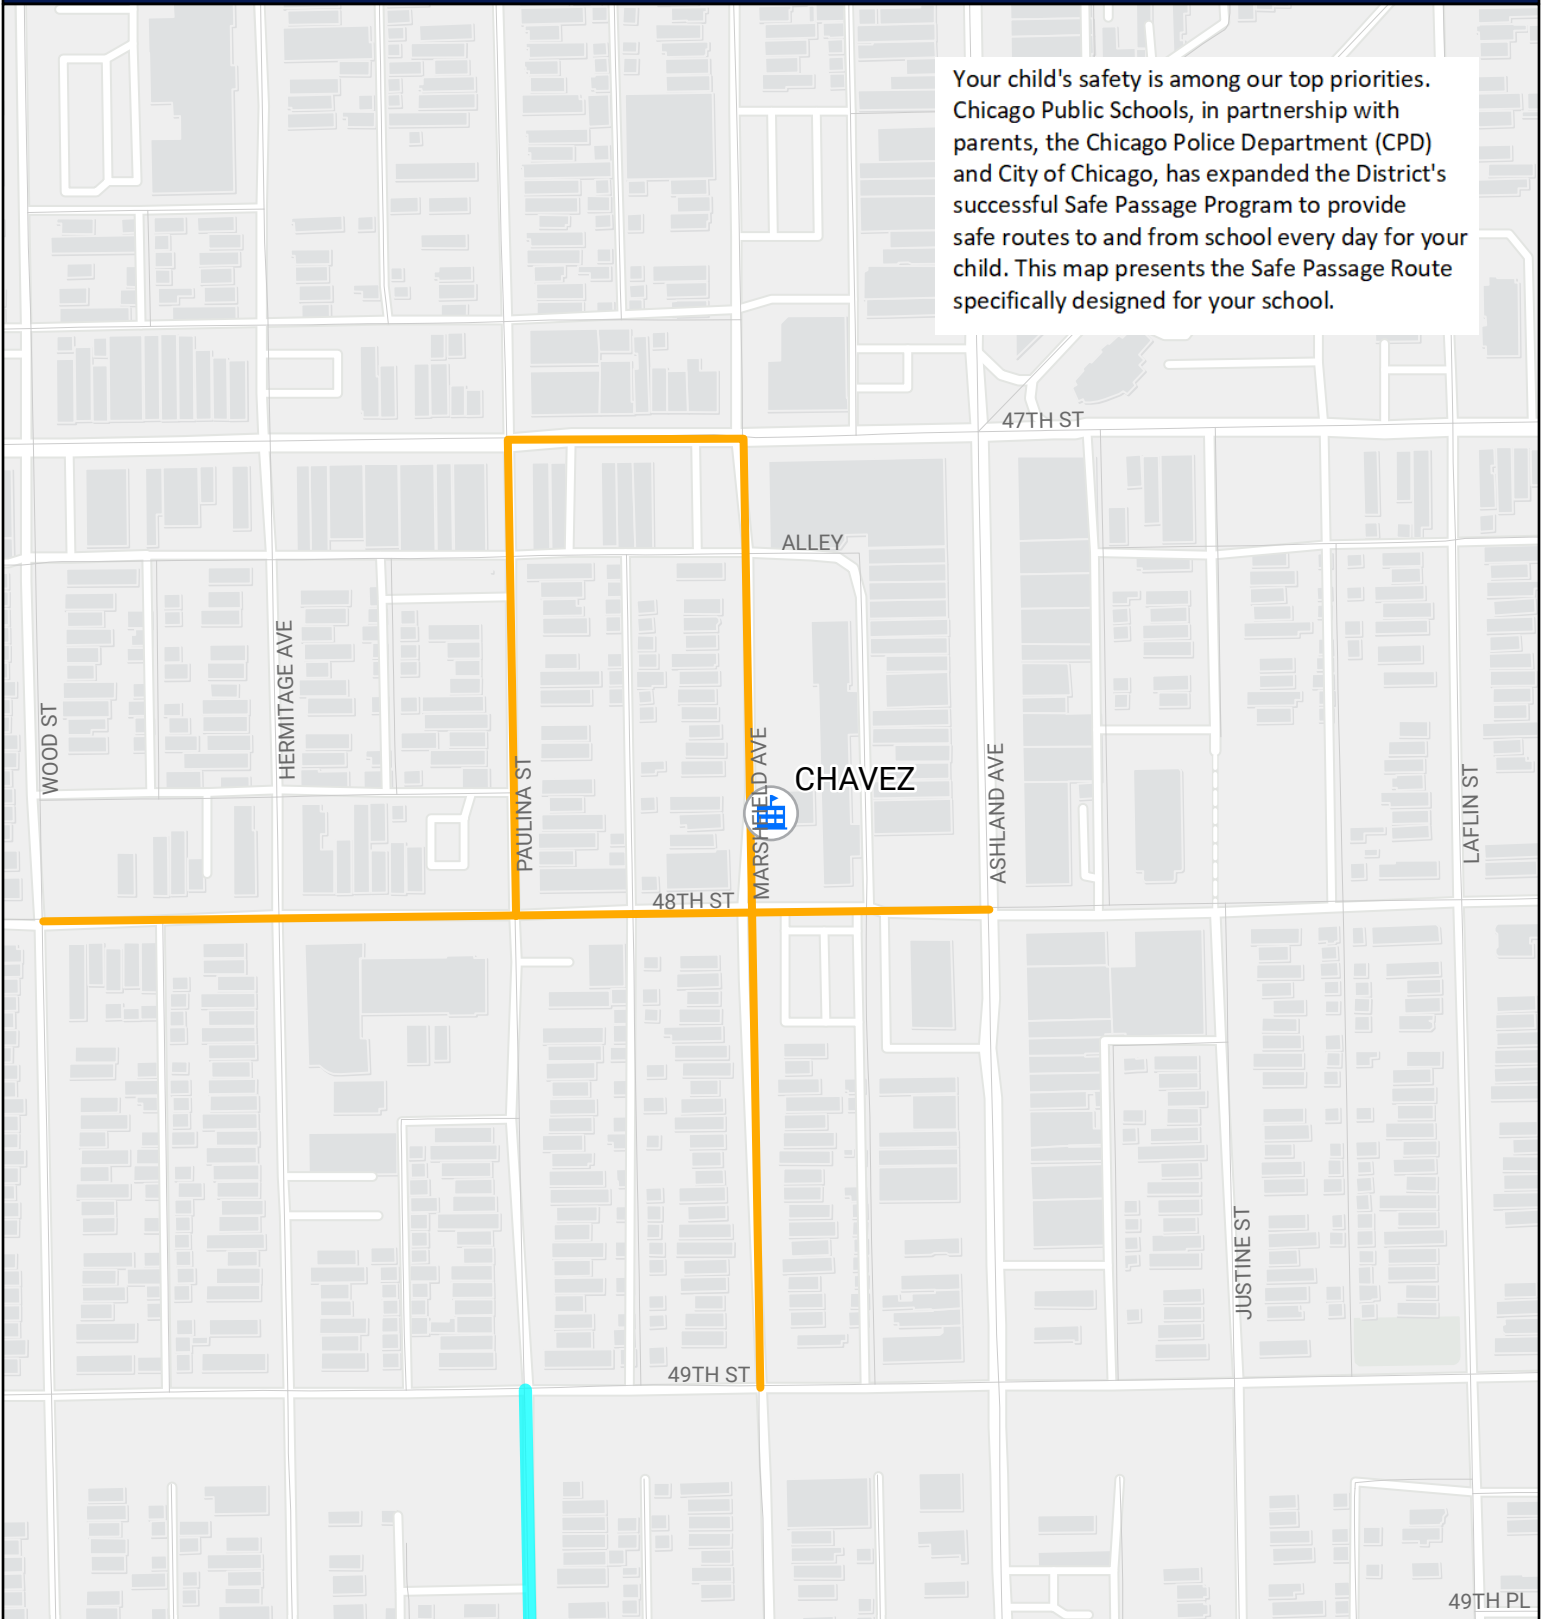 Your child's safety is among our top priorities.
Chicago Public Schools, in partnership with
parents, the Chicago Police Department (CPD)
and City of Chicago, has expanded the District's
successful Safe Passage Program to provide
safe routes to and from school every day for your
child. This map presents the Safe Passage Route
specifically designed for your school.
47TH ST
ALLEY
HERMITAGE AVE
WOOD ST
PAULINA ST
MARSHFIELD AVE
CHAVEZ
ASHLAND AVE
LAFLIN ST
48TH ST
JUSTINE ST
49TH ST
49TH PL